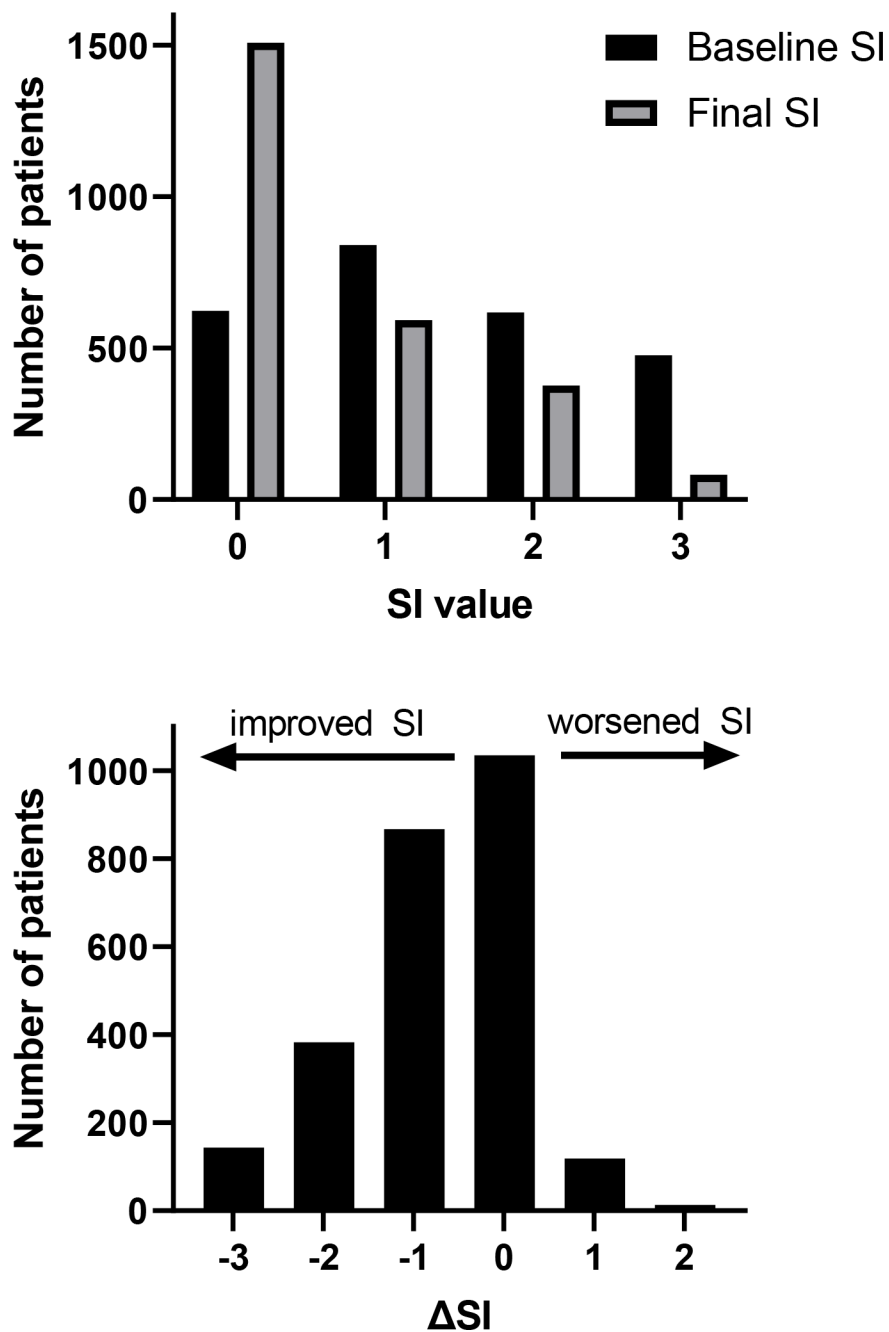 Number of patients
1500
1000
500
0
0 1 2 3
SI value
Baseline SI
Final SI
improved SI
worsened SI
Number of patients
1000
800
600
400
200
0
-3 -2 -1 0 1 2
ΔSI